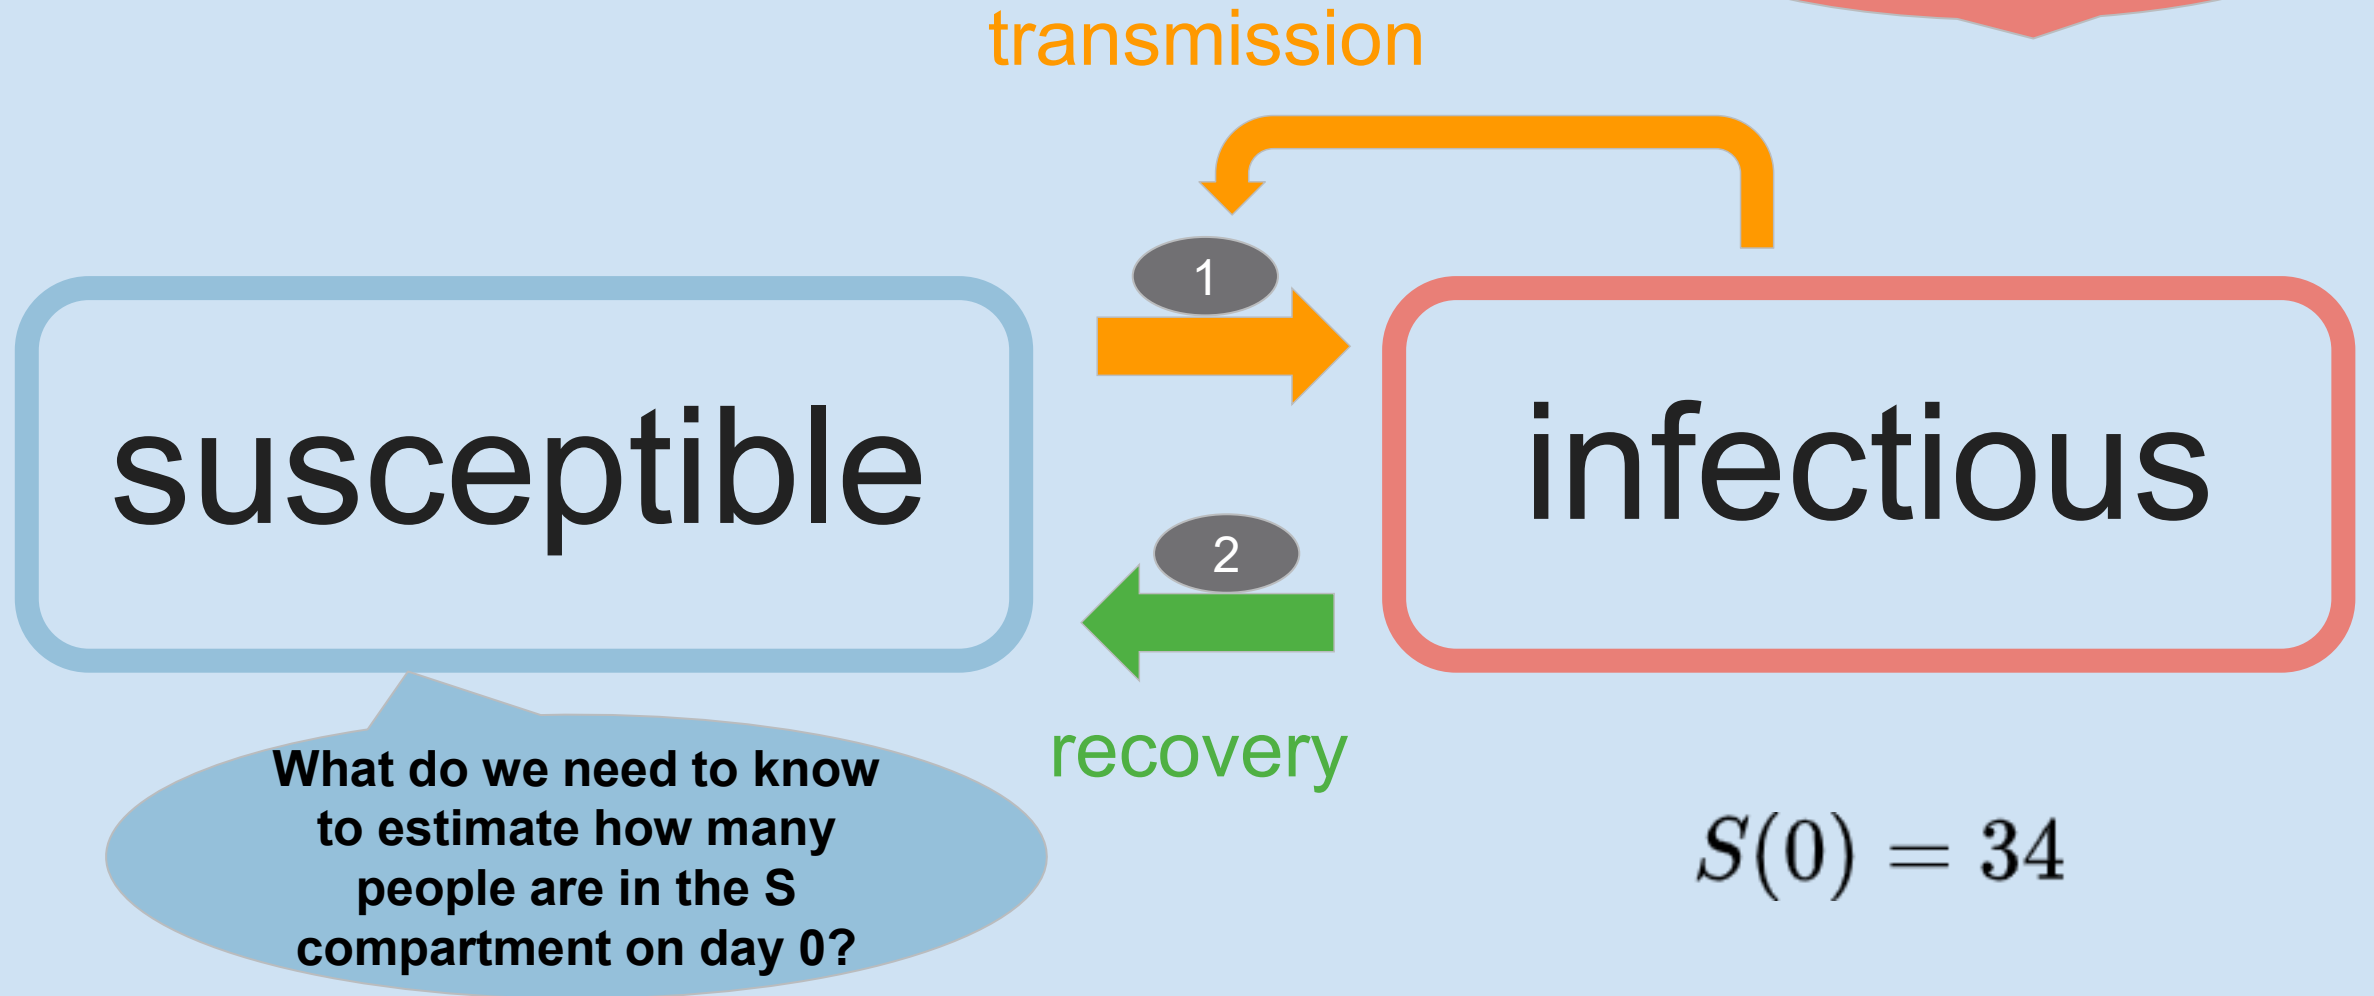 transmission
1
susceptible
infectious
2
recovery
What do we need to know
to estimate how many
people are in the S
compartment on day 0?
S(0) = 34